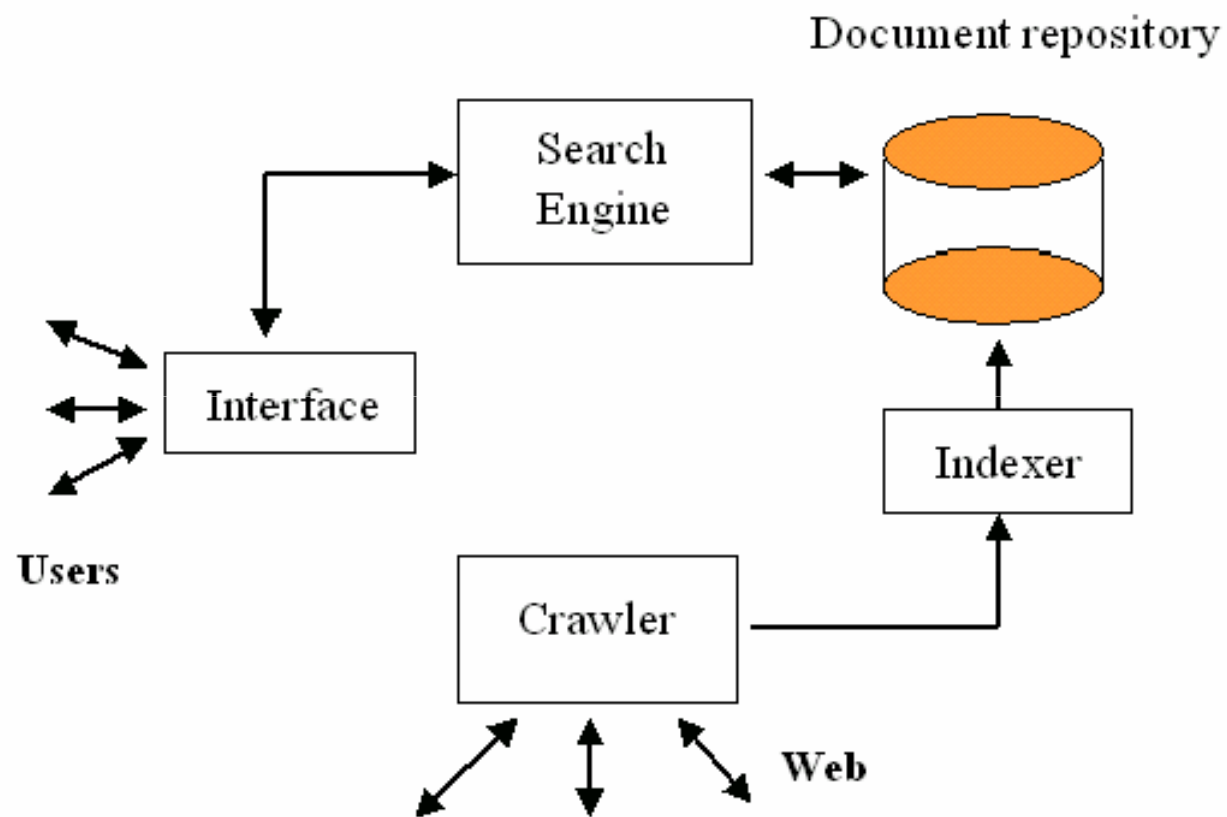 Document repository
Search
Engine
Interface
Indexer
Users
Crawler
Web